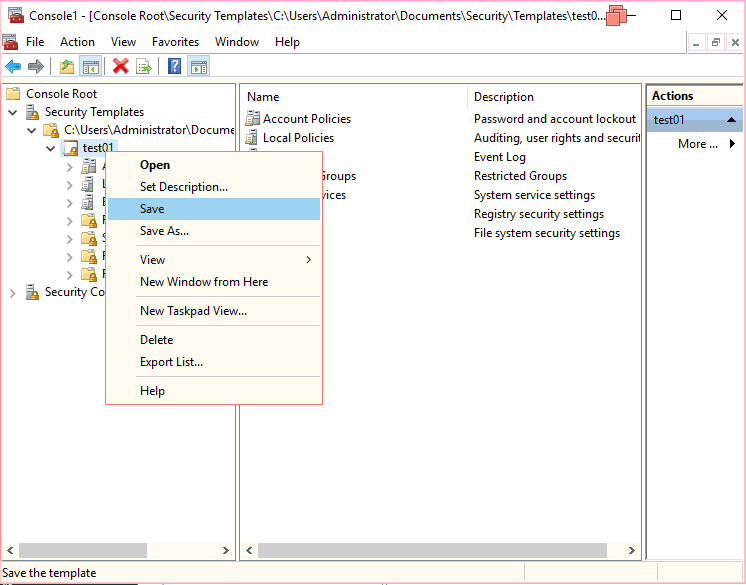 Console1 - [Console Root\Security Templates\C:\Users\Administrator\Documents\Security\Templates\test0...
File Action View Favorites Window Help
Console Root
Security Templates
C:\Users\Administrator\Docume
test01
Security Co
Open
Set Description...
Save
Save As...
View
New Window from Here
New Taskpad View...
Delete
Export List...
Help
Name Description
Account Policies Password and account lockout
Local Policies Auditing, user rights and securit
Event Log
Groups Restricted Groups
vices System service settings
Registry security settings
File system security settings
Actions
test01
More ...
Save the template